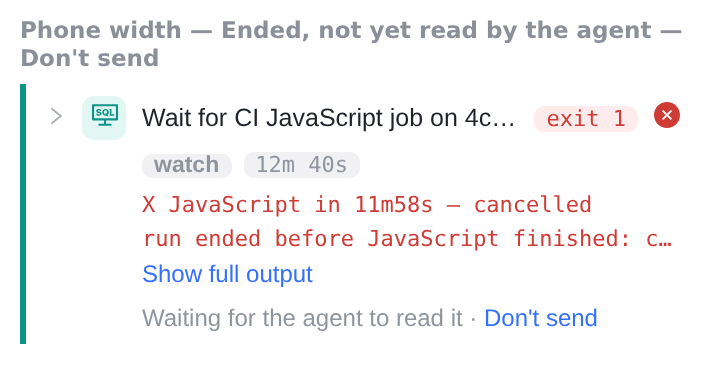 Phone width — Ended, not yet read by the agent —
Don't send
SQL
Wait for CI JavaScript job on 4c… exit 1
watch 12m 40s
X JavaScript in 11m58s — cancelled
run ended before JavaScript finished: c…
Show full output
Waiting for the agent to read it · Don't send